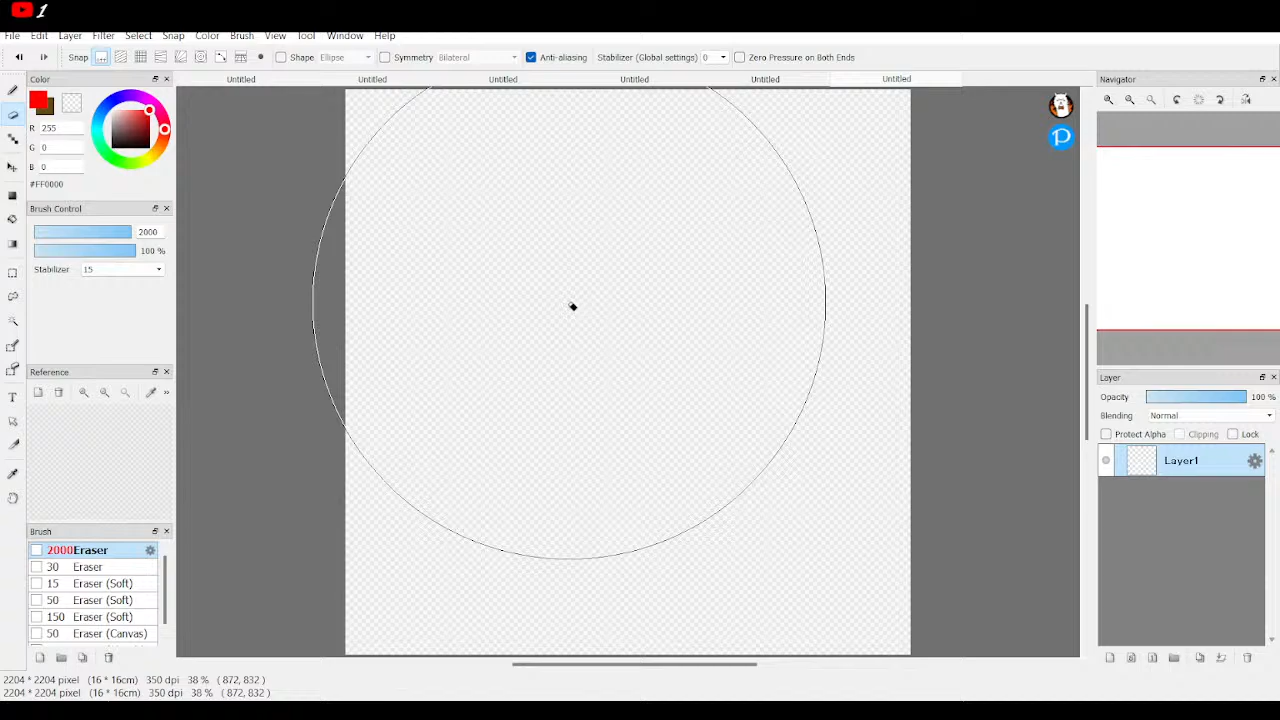 1
File Edit Layer Filter Select Snap Color Brush View Tool Window Help
Snap Shape Ellipse Symmetry Bilateral Anti-aliasing Stabilizer (Global settings) 0 Zero Pressure on Both Ends
Color Untitled Untitled Untitled Untitled Untitled Untitled Navigator
R 255
G 0
B 0
#FF0000
Brush Control
2000
100 %
Stabilizer 15
Reference
Layer
Opacity 100 %
Blending Normal
Protect Alpha Clipping Lock
Layer1
Brush
2000 Eraser
30 Eraser
15 Eraser (Soft)
50 Eraser (Soft)
150 Eraser (Soft)
50 Eraser (Canvas)
2204 * 2204 pixel (16 * 16cm) 350 dpi 38 % ( 872, 832 )
2204 * 2204 pixel (16 * 16cm) 350 dpi 38 % ( 872, 832 )